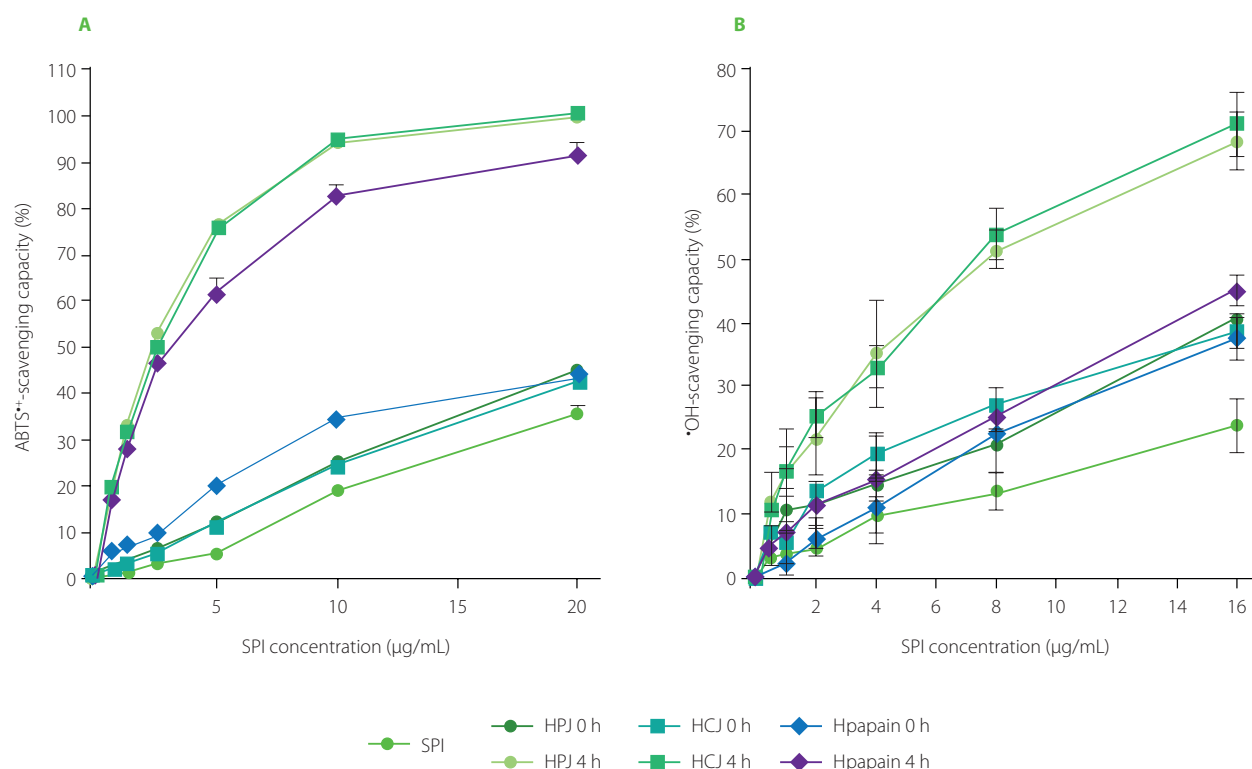 A
B
110
100
90
80
70
60
50
40
30
20
10
0
ABTS•+-scavenging capacity (%)
5
10
15
20
SPI concentration (µg/mL)
80
70
60
50
40
30
20
10
0
•OH-scavenging capacity (%)
2
4
6
8
10
12
14
16
SPI concentration (µg/mL)
SPI
HPJ 0 h
HCJ 0 h
Hpapain 0 h
HPJ 4 h
HCJ 4 h
Hpapain 4 h